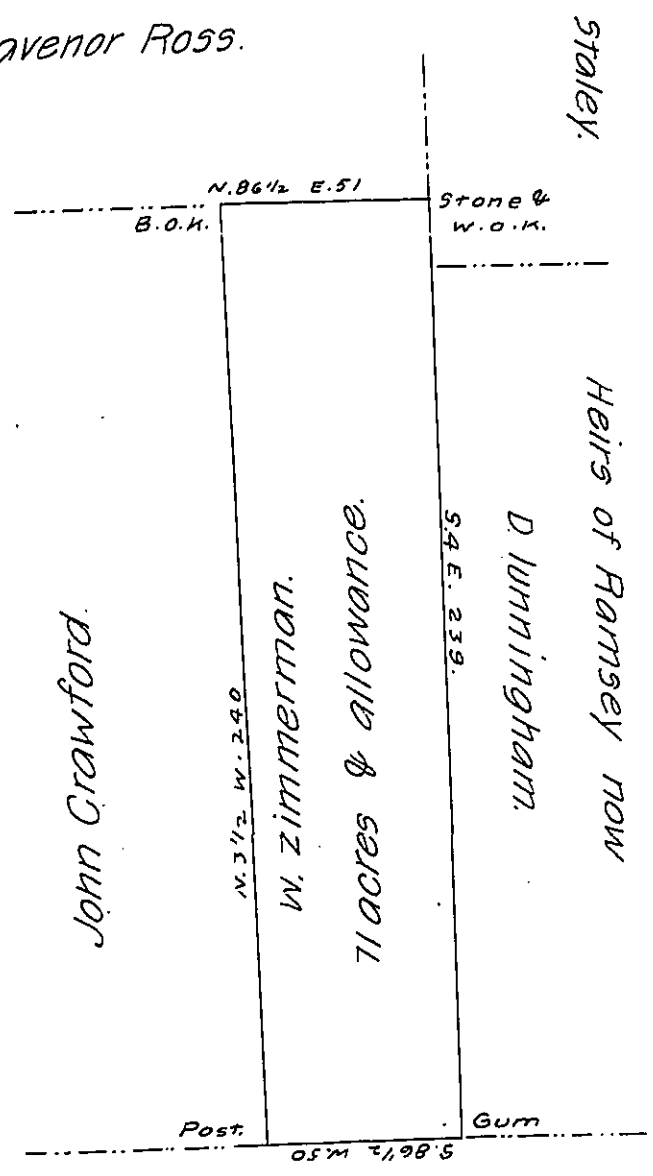 avenor Ross.
Staley.
N.86½ E.51
B.O.K.
Stone &
W.O.K.
Heirs of Ramsey now
D. Lunningham.
S.4 E. 239.
71 acres & allowance.
W. Zimmerman.
N.3½ W. 240
John Crawford.
Post.
Gum
S.86½ W.50